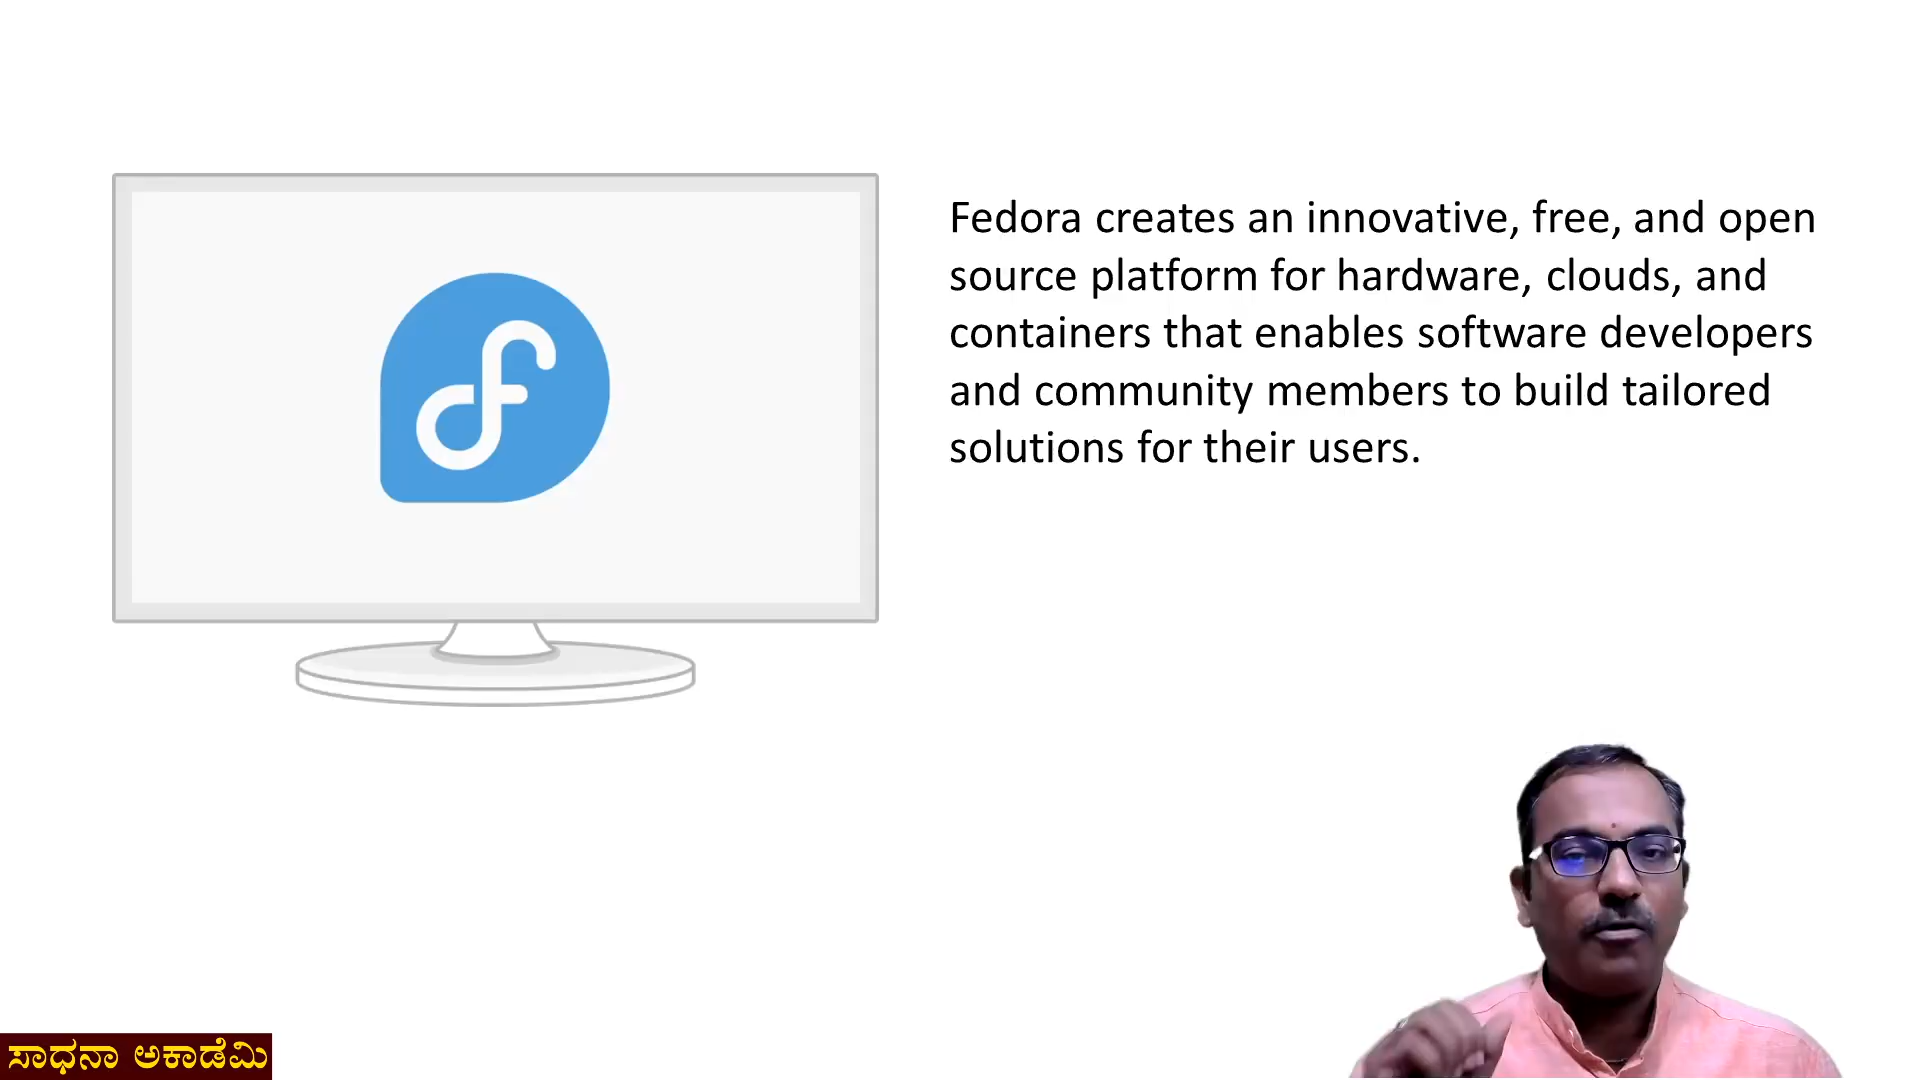 Fedora creates an innovative, free, and open
source platform for hardware, clouds, and
containers that enables software developers
and community members to build tailored
solutions for their users.
ಸಾಧನಾ ಅಕಾಡೆಮಿ